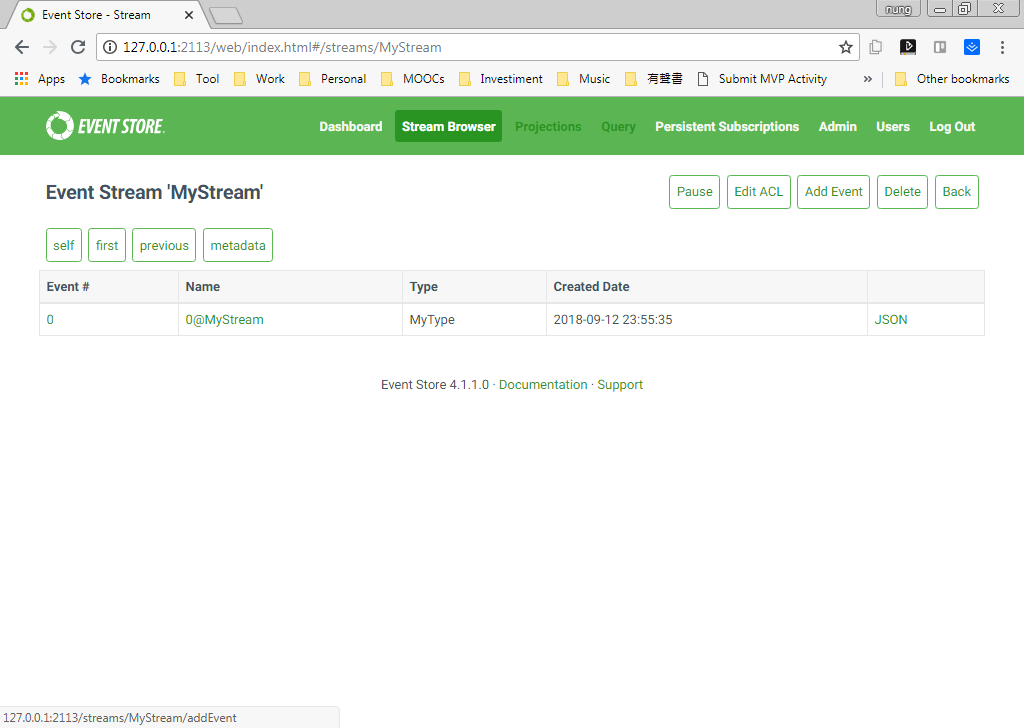 Event Store - Stream
nung
127.0.0.1:2113/web/index.html#/streams/MyStream
Apps Bookmarks Tool Work Personal MOOCs Investiment Music 有聲書 Submit MVP Activity » Other bookmarks
EVENT STORE.
Dashboard Stream Browser Projections Query Persistent Subscriptions Admin Users Log Out
Event Stream 'MyStream'
Pause Edit ACL Add Event Delete Back
self first previous metadata
Event # Name Type Created Date
0 0@MyStream MyType 2018-09-12 23:55:35 JSON
Event Store 4.1.1.0 · Documentation · Support
127.0.0.1:2113/streams/MyStream/addEvent